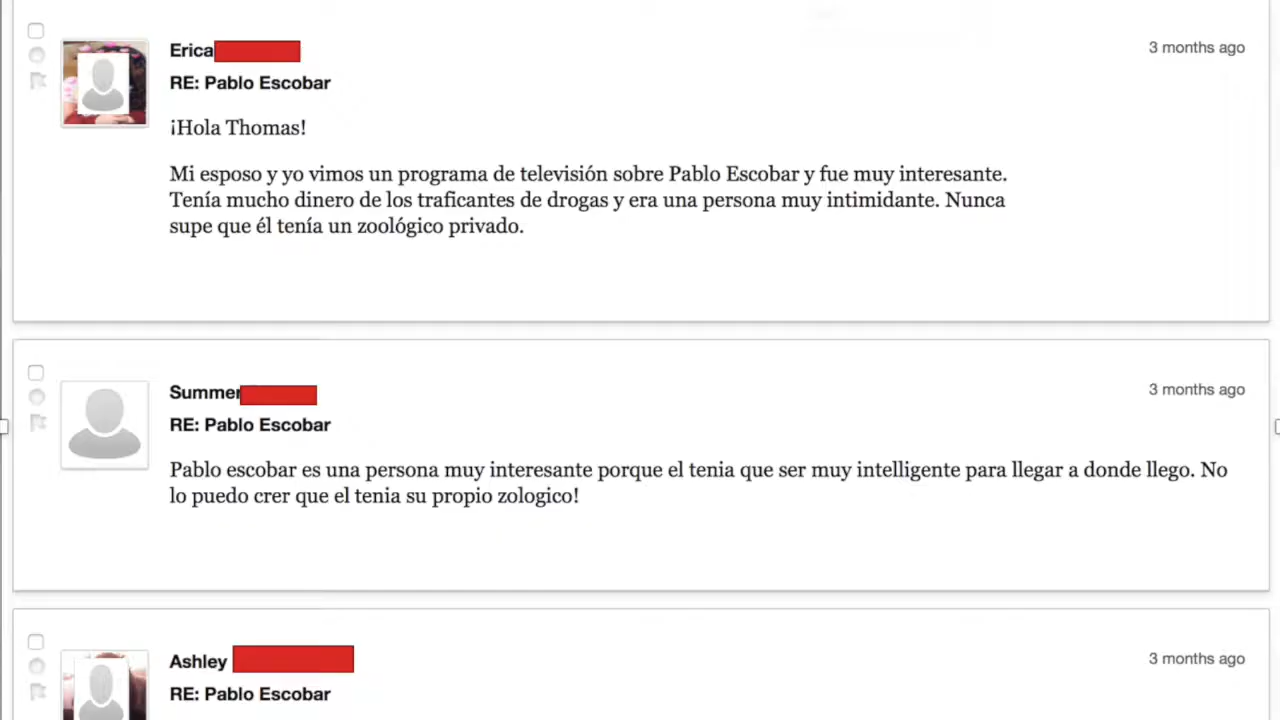 Erica
3 months ago
RE: Pablo Escobar
¡Hola Thomas!
Mi esposo y yo vimos un programa de televisión sobre Pablo Escobar y fue muy interesante.
Tenía mucho dinero de los traficantes de drogas y era una persona muy intimidante. Nunca
supe que él tenía un zoológico privado.
Summer
3 months ago
RE: Pablo Escobar
Pablo escobar es una persona muy interesante porque el tenia que ser muy intelligente para llegar a donde llego. No
lo puedo crer que el tenia su propio zologico!
Ashley
3 months ago
RE: Pablo Escobar